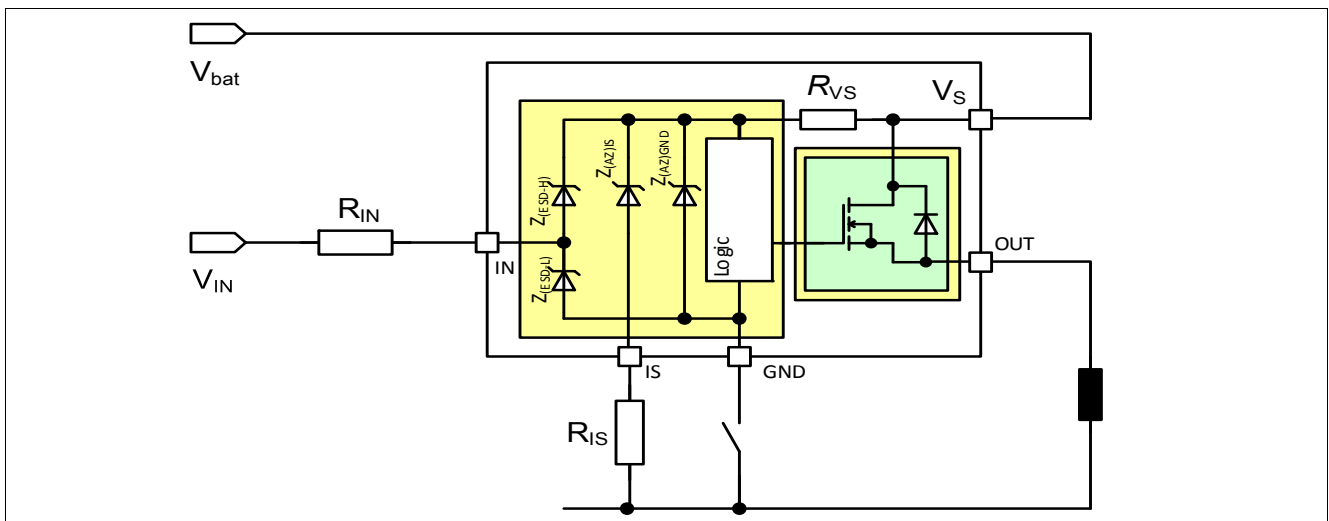 Vbat
RVS
VS
Z(ESD-H)
Z(AZ)IS
Z(AZ)GND
RIN
IN
Z(ESD-L)
Logic
OUT
VIN
IS
GND
RIS